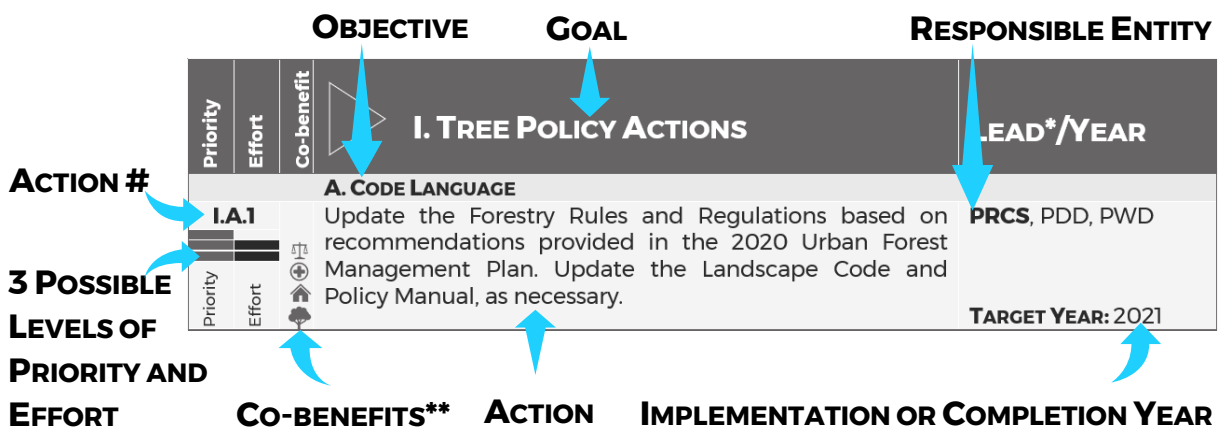 OBJECTIVE
GOAL
RESPONSIBLE ENTITY
Priority
Effort
Co-benefit
I. TREE POLICY ACTIONS
LEAD*/YEAR
ACTION #
A. CODE LANGUAGE
I.A.1
Update the Forestry Rules and Regulations based on
recommendations provided in the 2020 Urban Forest
Management Plan. Update the Landscape Code and
Policy Manual, as necessary.
PRCS, PDD, PWD
Priority
Effort
TARGET YEAR: 2021
3 POSSIBLE
LEVELS OF
PRIORITY AND
EFFORT
CO-BENEFITS**
ACTION
IMPLEMENTATION OR COMPLETION YEAR